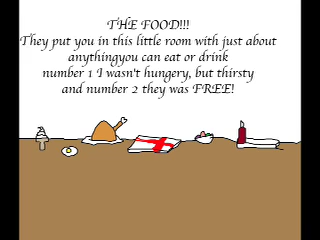 THE FOOD!!!
They put you in this little room with just about
anythingyou can eat or drink
number 1 I wasn't hungery, but thirsty
and number 2 they was FREE!